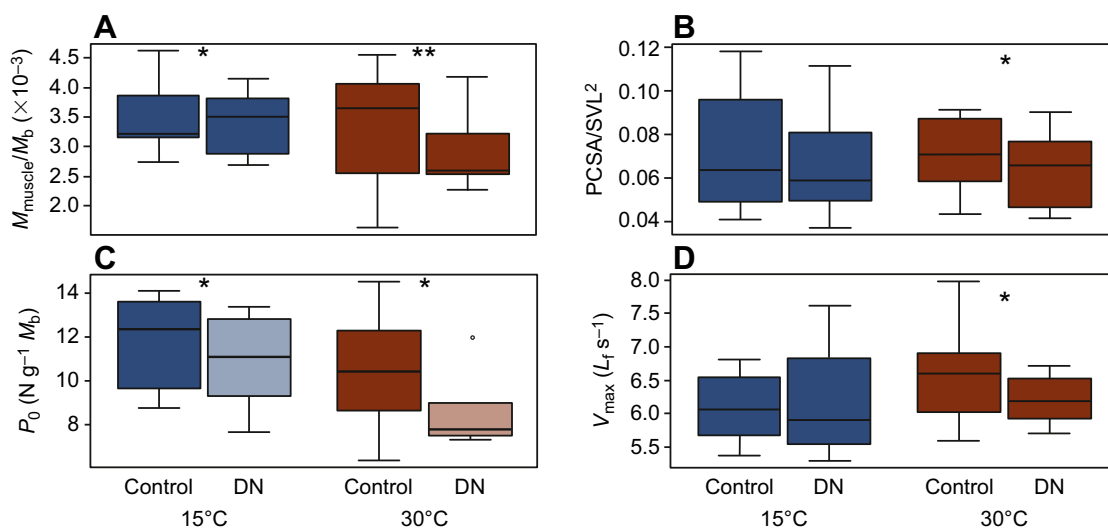 A
M_muscle/M_b (×10⁻³)
4.5
4.0
3.5
3.0
2.5
2.0
*
**
B
PCSA/SVL²
0.12
0.10
0.08
0.06
0.04
*
C
P₀ (N g⁻¹ M_b)
14
12
10
8
*
*
Control
DN
Control
DN
15°C
30°C
D
V_max (L_f s⁻¹)
8.0
7.5
7.0
6.5
6.0
5.5
*
Control
DN
Control
DN
15°C
30°C